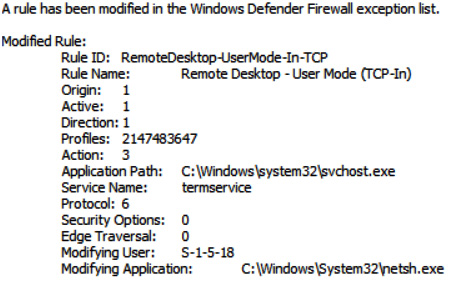 A rule has been modified in the Windows Defender Firewall exception list.
Modified Rule:
Rule ID: RemoteDesktop-UserMode-In-TCP
Rule Name: Remote Desktop - User Mode (TCP-In)
Origin: 1
Active: 1
Direction: 1
Profiles: 2147483647
Action: 3
Application Path: C:\Windows\system32\svchost.exe
Service Name: termservice
Protocol: 6
Security Options: 0
Edge Traversal: 0
Modifying User: S-1-5-18
Modifying Application: C:\Windows\System32\netsh.exe